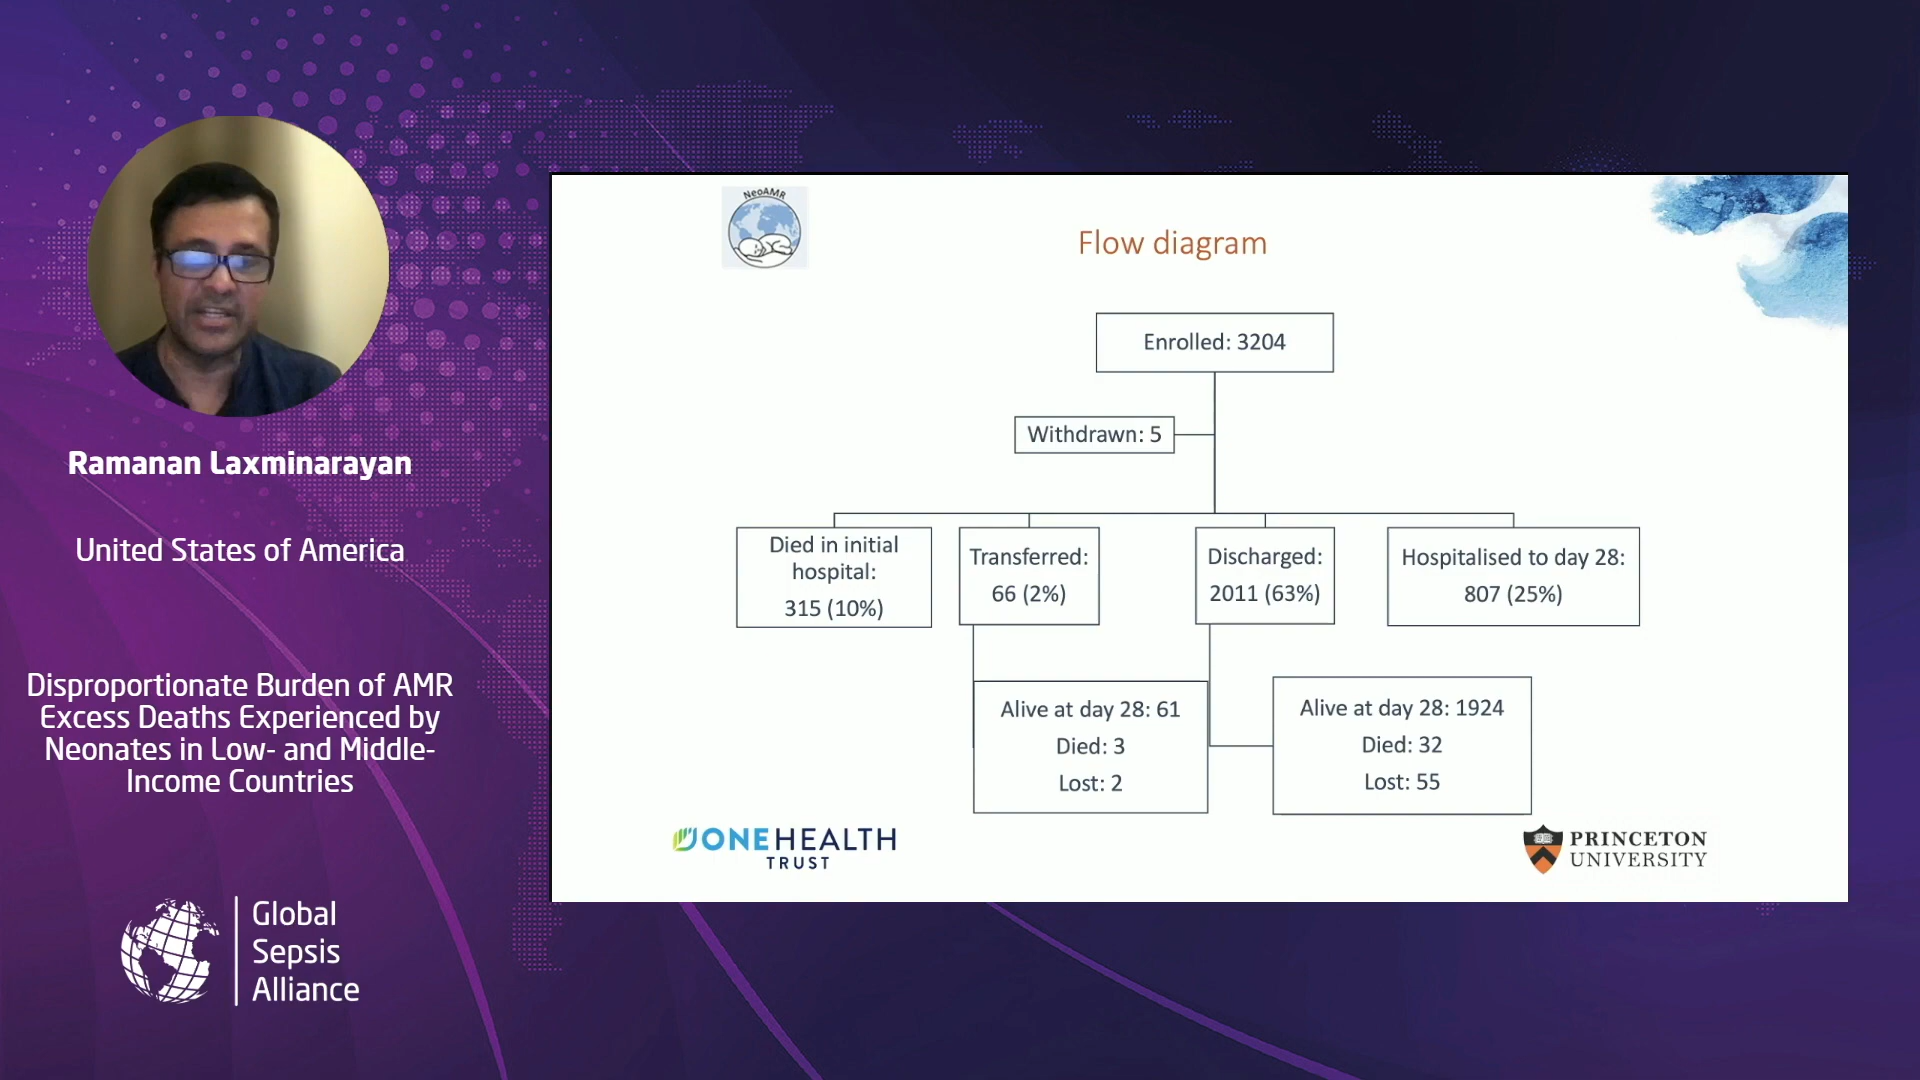 Ramanan Laxminarayan
United States of America
Disproportionate Burden of AMR
Excess Deaths Experienced by
Neonates in Low- and Middle-
Income Countries
Global
Sepsis
Alliance
NeoAMR
Flow diagram
Enrolled: 3204
Withdrawn: 5
Died in initial
hospital:
315 (10%)
Transferred:
66 (2%)
Discharged:
2011 (63%)
Hospitalised to day 28:
807 (25%)
Alive at day 28: 61
Died: 3
Lost: 2
Alive at day 28: 1924
Died: 32
Lost: 55
ONEHEALTH
TRUST
PRINCETON
UNIVERSITY